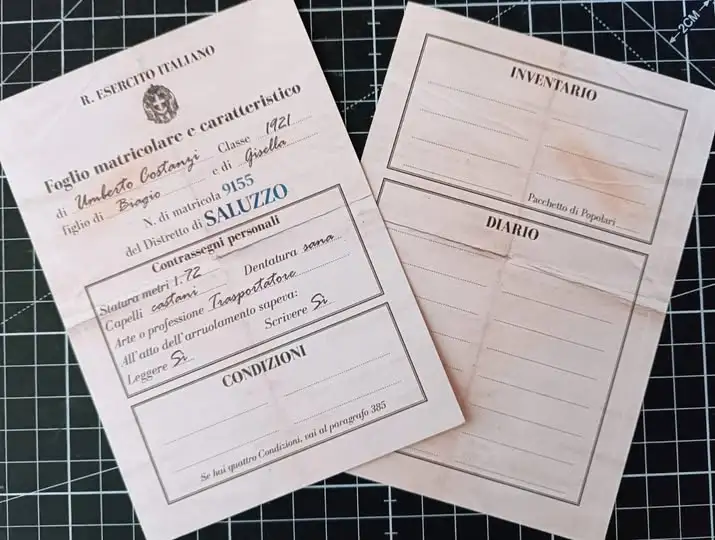 R. ESERCITO ITALIANO
Foglio matricolare e caratteristico
di Umberto Costanzi Classe 1921
figlio di Biagio e di Gisella
N. di matricola 9155
del Distretto di SALUZZO
Contrassegni personali
Statura metri 1.72 Dentatura sana
Capelli castani
Arte o professione Trasportatore
All'atto dell'arruolamento sapeva:
Leggere Sì Scrivere Sì
CONDIZIONI
Se hai quattro Condizioni, vai al paragrafo 385
INVENTARIO
Pacchetto di Popolari
DIARIO
2CM